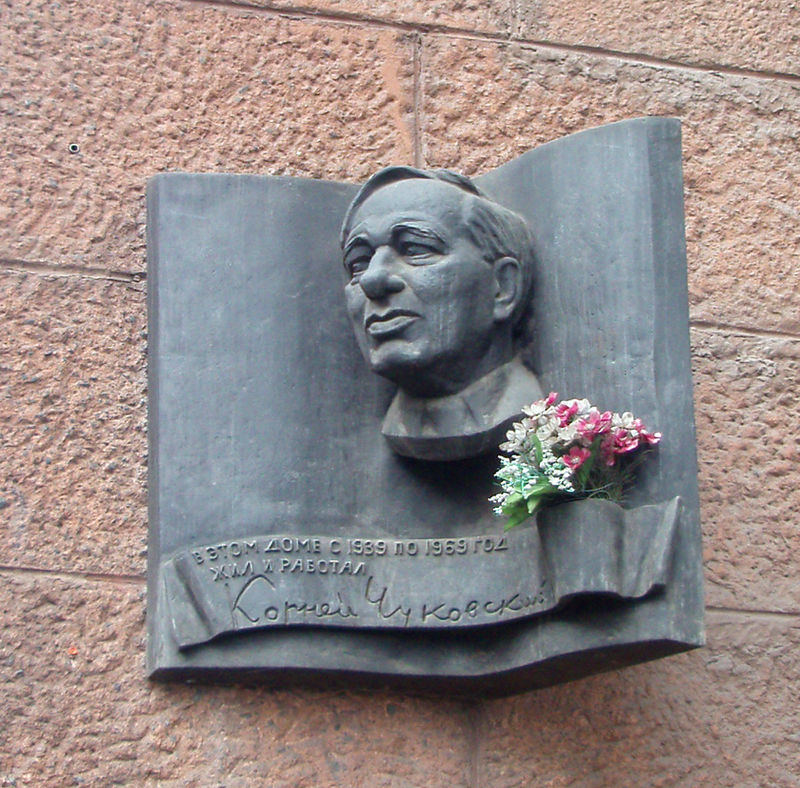 В ЭТОМ ДОМЕ С 1939 ПО 1969 ГОД
ЖИЛ И РАБОТАЛ
Корней Чуковский